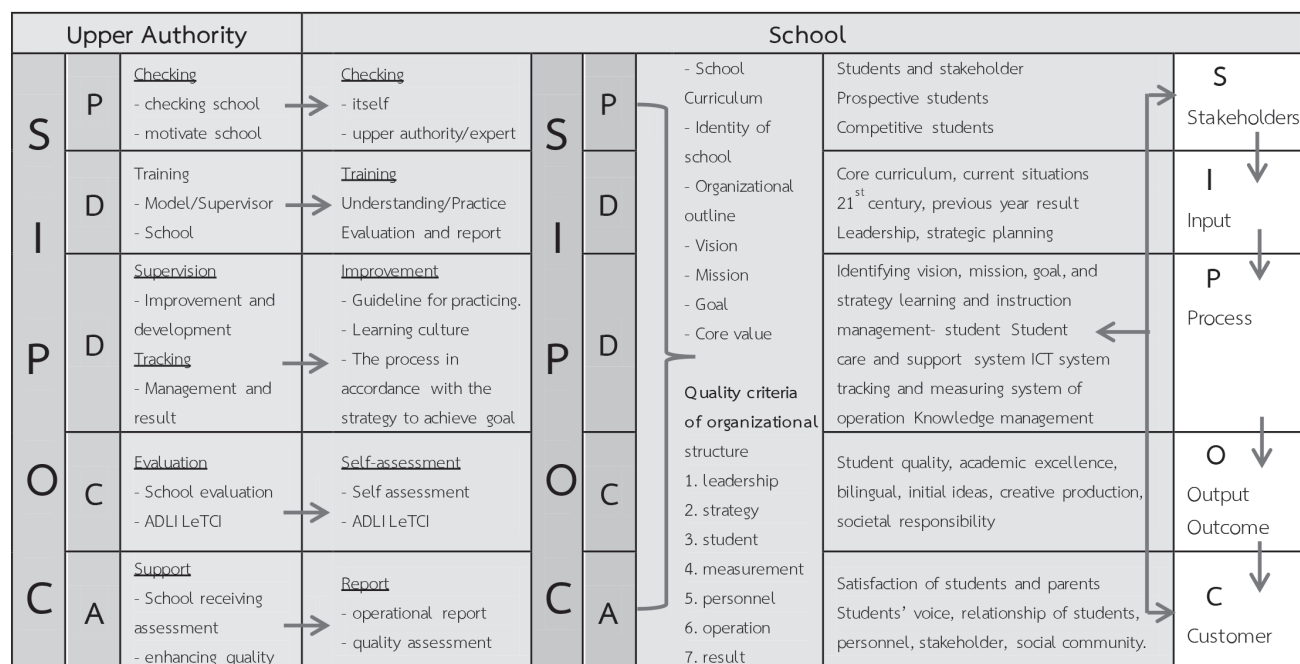 Upper Authority
School
S
I
P
O
C
P
Checking
- checking school
- motivate school
Checking
- itself
- upper authority/expert
D
Training
- Model/Supervisor
- School
Training
Understanding/Practice
Evaluation and report
D
Supervision
- Improvement and
development
Tracking
- Management and
result
Improvement
- Guideline for practicing.
- Learning culture
- The process in
accordance with the
strategy to achieve goal
C
Evaluation
- School evaluation
- ADLI LeTCI
Self-assessment
- Self assessment
- ADLI LeTCI
A
Support
- School receiving
assessment
- enhancing quality
Report
- operational report
- quality assessment
S
I
P
O
C
P
D
D
C
A
- School
Curriculum
- Identity of
school
- Organizational
outline
- Vision
- Mission
- Goal
- Core value
Quality criteria
of organizational
structure
1. leadership
2. strategy
3. student
4. measurement
5. personnel
6. operation
7. result
Students and stakeholder
Prospective students
Competitive students
S
Stakeholders
Core curriculum, current situations
21st century, previous year result
Leadership, strategic planning
I
Input
Identifying vision, mission, goal, and
strategy learning and instruction
management- student Student
care and support system ICT system
tracking and measuring system of
operation Knowledge management
P
Process
Student quality, academic excellence,
bilingual, initial ideas, creative production,
societal responsibility
O
Output
Outcome
Satisfaction of students and parents
Students' voice, relationship of students,
personnel, stakeholder, social community.
C
Customer